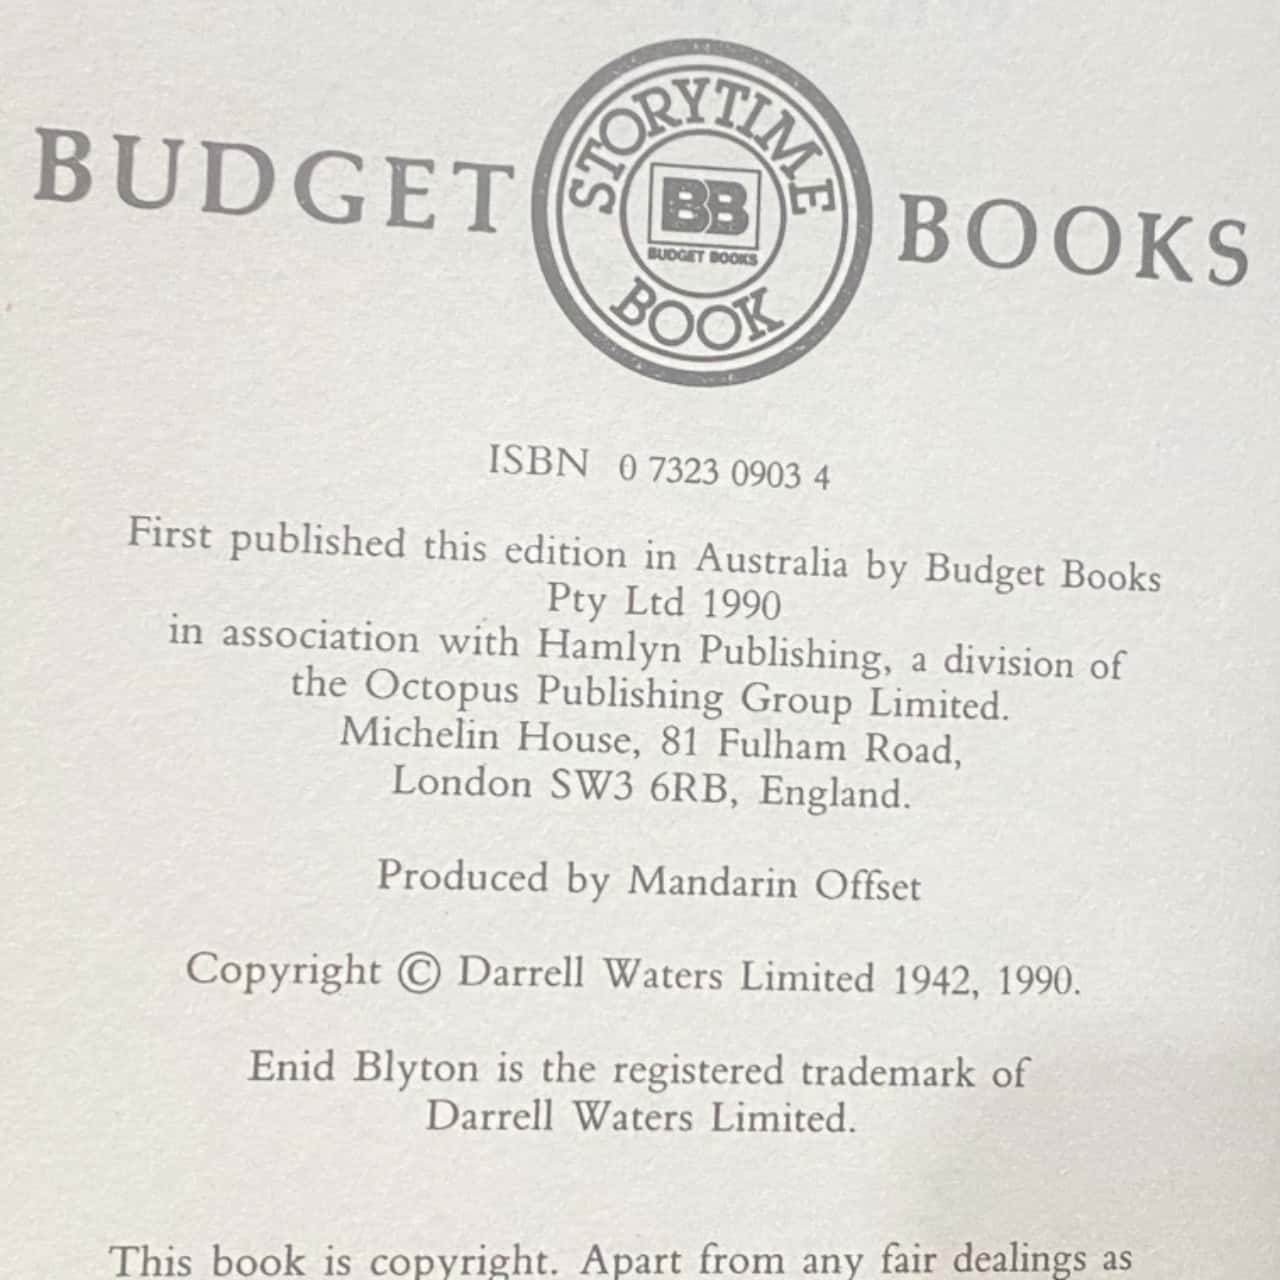 BUDGET BOOKS
STORYTIME
BB
BUDGET BOOKS
BOOK
ISBN 0 7323 0903 4
First published this edition in Australia by Budget Books
Pty Ltd 1990
in association with Hamlyn Publishing, a division of
the Octopus Publishing Group Limited.
Michelin House, 81 Fulham Road,
London SW3 6RB, England.
Produced by Mandarin Offset
Copyright © Darrell Waters Limited 1942, 1990.
Enid Blyton is the registered trademark of
Darrell Waters Limited.
This book is copyright. Apart from any fair dealings as